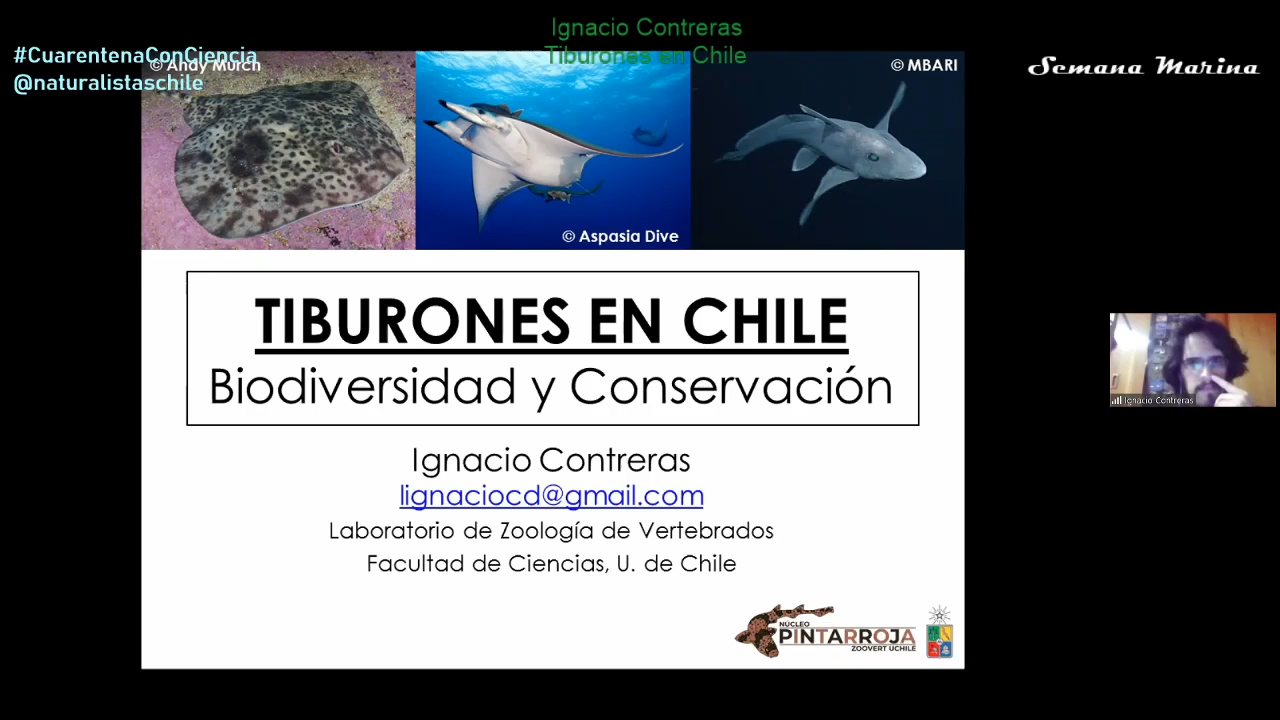 Ignacio Contreras
Tiburones en Chile
#CuarentenaConCiencia
@naturalistaschile
© Andy Murch
© MBARI
Semana Marina
© Aspasia Dive
TIBURONES EN CHILE
Biodiversidad y Conservación
Ignacio Contreras
lignaciocd@gmail.com
Laboratorio de Zoología de Vertebrados
Facultad de Ciencias, U. de Chile
Ignacio Contreras
NÚCLEO
PINTARROJA
ZOOVERT UCHILE